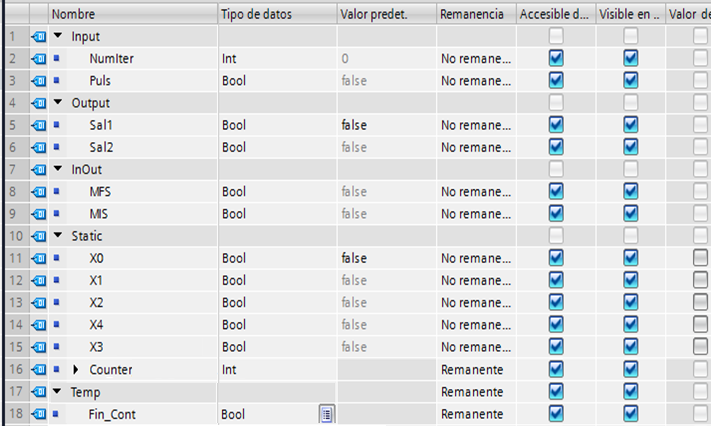 Nombre Tipo de datos Valor predet. Remanencia Accesible d... Visible en .. Valor de
1 Input
2 NumIter Int 0 No remane...
3 Puls Bool false No remane...
4 Output
5 Sal1 Bool false No remane...
6 Sal2 Bool false No remane...
7 InOut
8 MFS Bool false No remane...
9 MIS Bool false No remane...
10 Static
11 X0 Bool false No remane...
12 X1 Bool false No remane...
13 X2 Bool false No remane...
14 X4 Bool false No remane...
15 X3 Bool false No remane...
16 Counter Int Remanente
17 Temp Remanente
18 Fin_Cont Bool Remanente